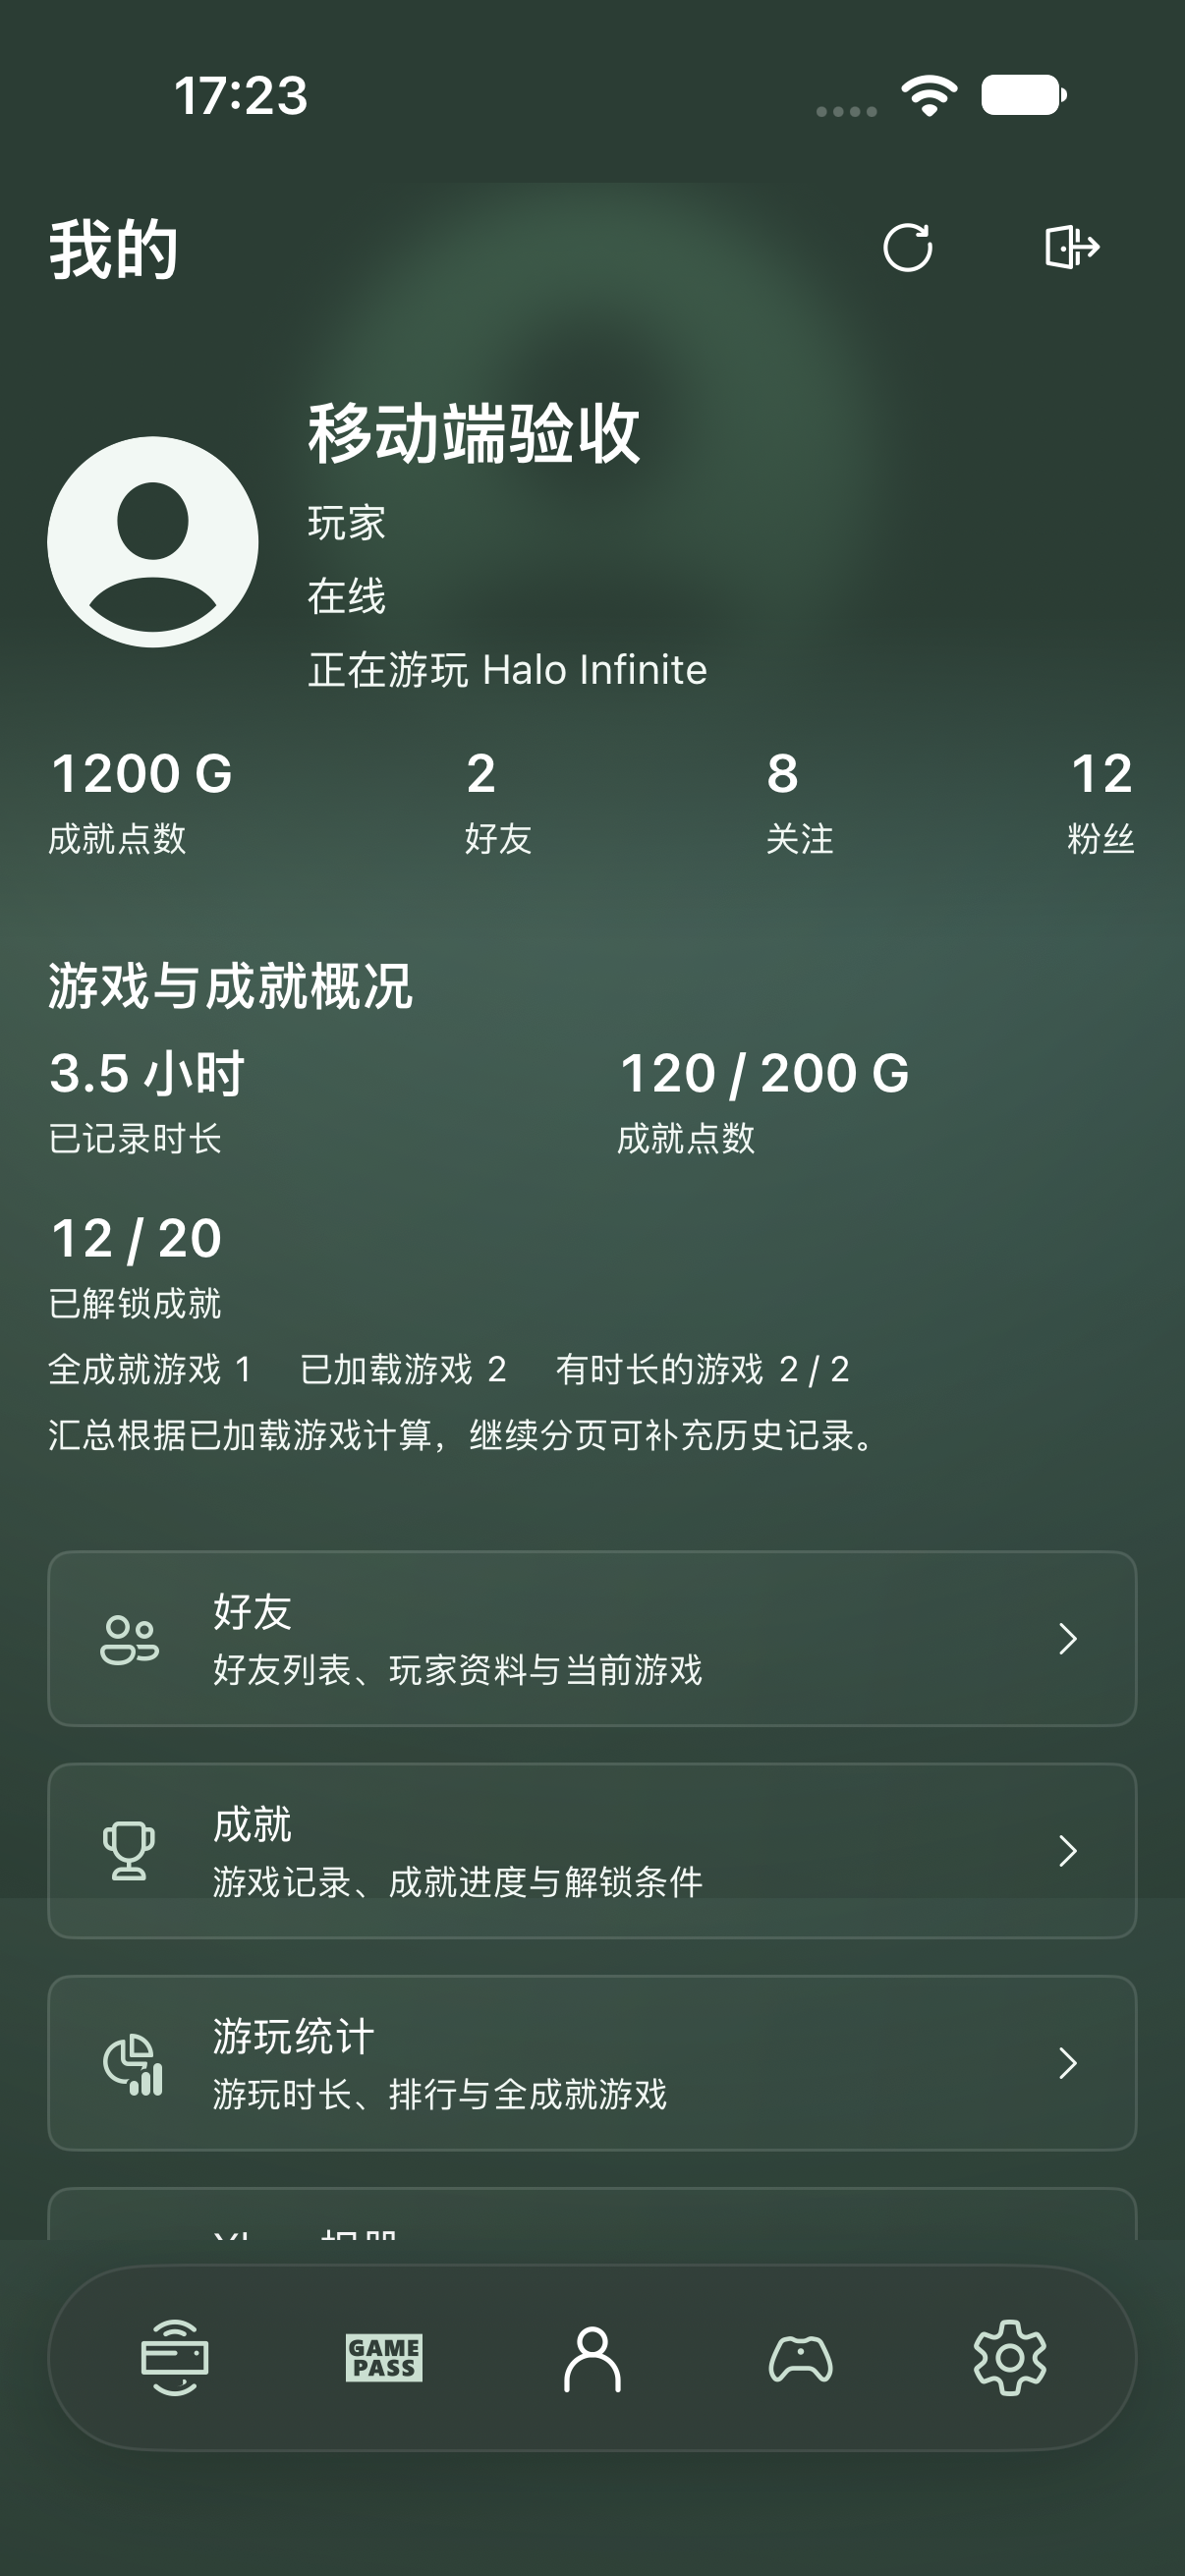 17:23
我的
移动端验收
玩家
在线
正在游玩 Halo Infinite
1200 G 2 8 12
成就点数 好友 关注 粉丝
游戏与成就概况
3.5 小时 120 / 200 G
已记录时长 成就点数
12 / 20
已解锁成就
全成就游戏 1 已加载游戏 2 有时长的游戏 2 / 2
汇总根据已加载游戏计算，继续分页可补充历史记录。
好友
好友列表、玩家资料与当前游戏
成就
游戏记录、成就进度与解锁条件
游玩统计
游玩时长、排行与全成就游戏
GAME
PASS